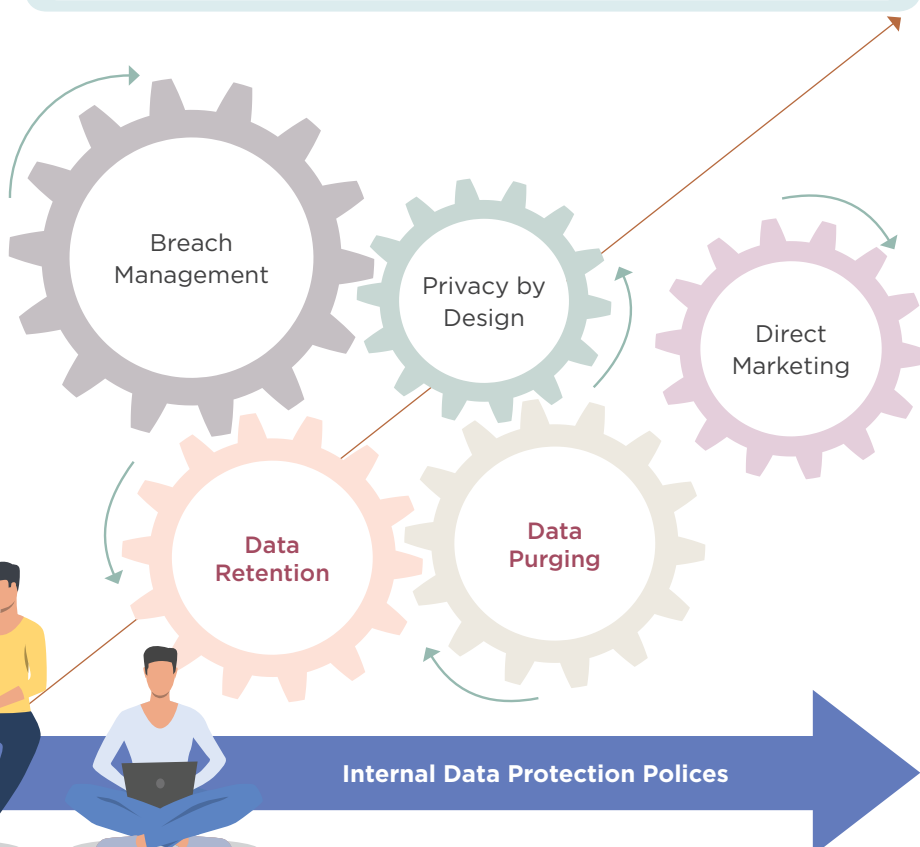 Breach
Management
Privacy by
Design
Direct
Marketing
Data
Retention
Data
Purging
Internal Data Protection Polices